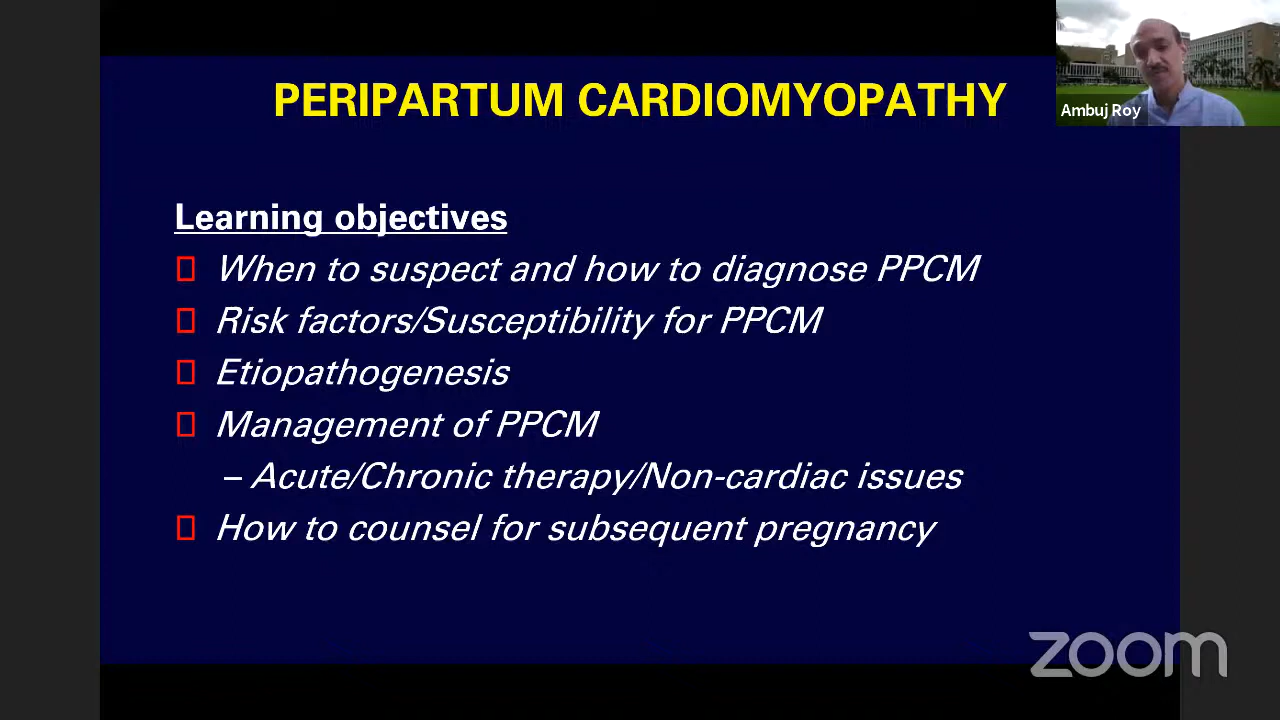 PERIPARTUM CARDIOMYOPATHY
Ambuj Roy
Learning objectives
When to suspect and how to diagnose PPCM
Risk factors/Susceptibility for PPCM
Etiopathogenesis
Management of PPCM
– Acute/Chronic therapy/Non-cardiac issues
How to counsel for subsequent pregnancy
zoom